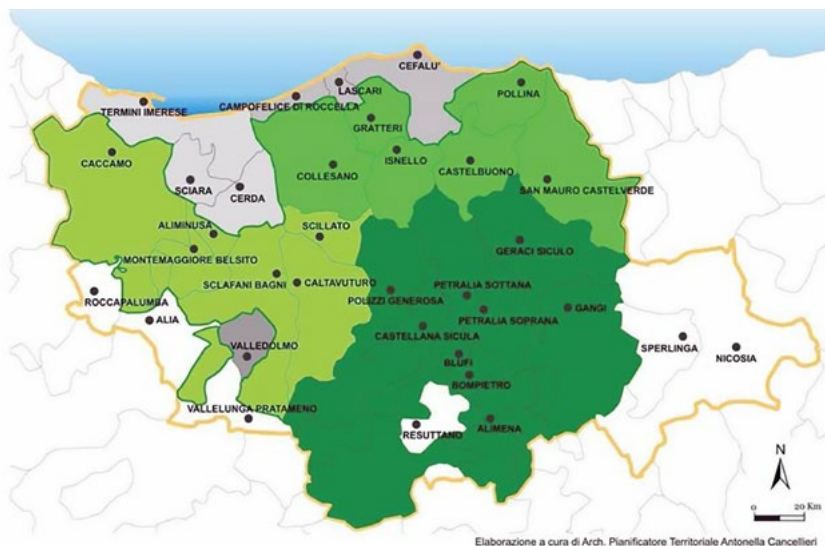 CEFALU'
LASCARI
POLLINA
TERMINI IMERESE
CAMPOFELICE DI ROCCELLA
GRATTERI
CACCAMO
ISNELLO
COLLESANO
CASTELBUONO
SCIARA
CERDA
SAN MAURO CASTELVERDE
ALIMINUSA
SCILLATO
MONTEMAGGIORE BELSITO
GERACI SICULO
SCLAFANI BAGNI
CALTAVUTURO
ROCCAPALUMBA
POLIZZI GENEROSA
PETRALIA SOTTANA
PETRALIA SOPRANA
GANGI
ALIA
CASTELLANA SICULA
SPERLINGA
NICOSIA
VALLEDOLMO
BLUFI
BOMPIETRO
VALLELUNGA PRATAMENO
RESUTTANO
ALIMENA
N
0 20 Km
Elaborazione a cura di Arch. Pianificatore Territoriale Antonella Cancellieri